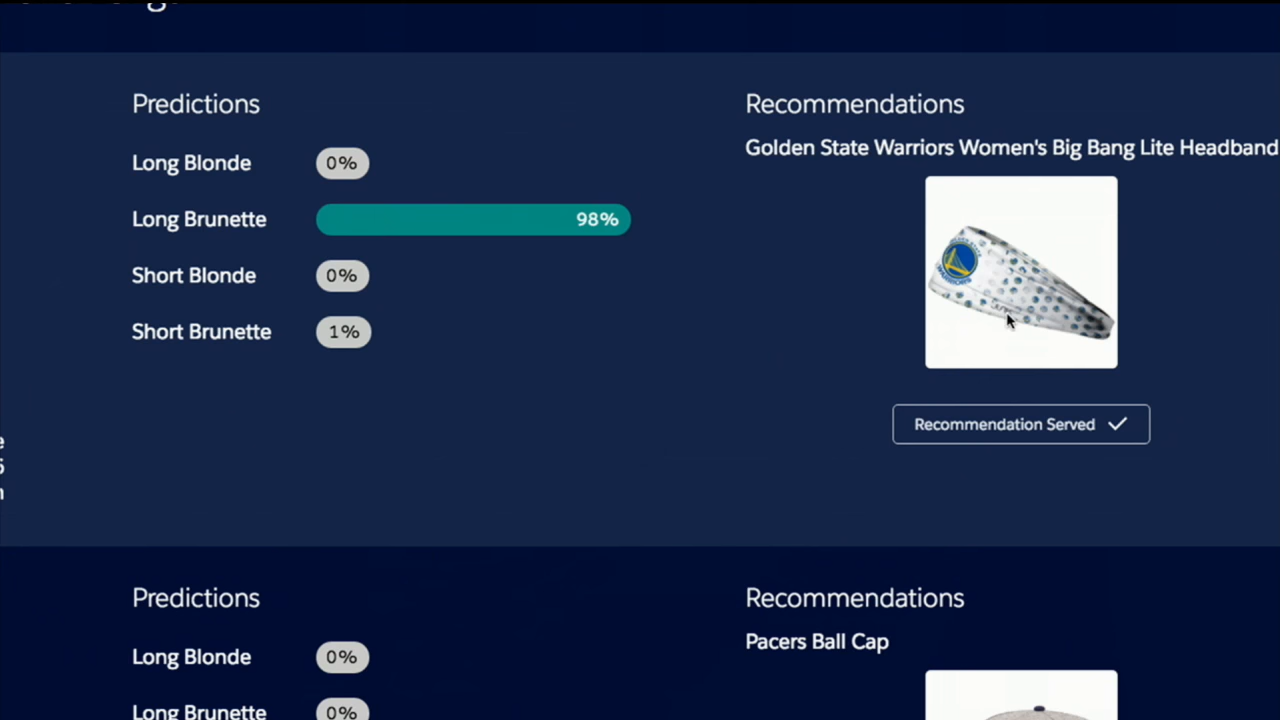 Predictions
Recommendations
Golden State Warriors Women's Big Bang Lite Headband
Long Blonde 0%
Long Brunette 98%
Short Blonde 0%
Short Brunette 1%
Recommendation Served
Predictions
Recommendations
Pacers Ball Cap
Long Blonde 0%
Long Brunette 0%